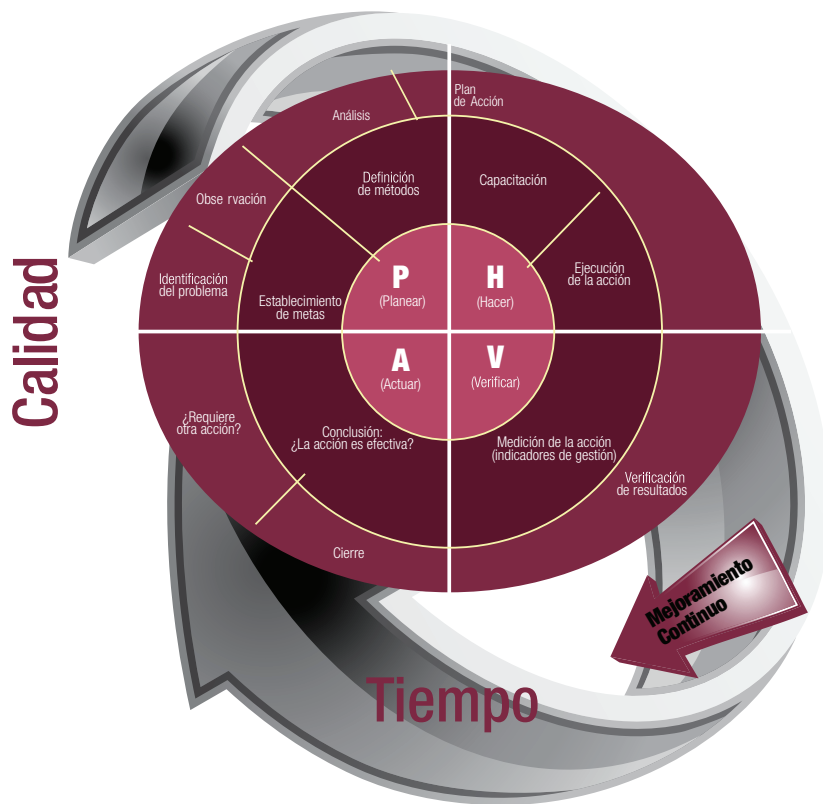 Calidad
Plan
de Acción
Análisis
Definición
de métodos
Capacitación
Obse rvación
Identificación
del problema
Establecimiento
de metas
P
(Planear)
H
(Hacer)
Ejecución
de la acción
A
(Actuar)
V
(Verificar)
¿Requiere
otra acción?
Conclusión:
¿La acción es efectiva?
Medición de la acción
(indicadores de gestión)
Verificación
de resultados
Cierre
Mejoramiento
Continuo
Tiempo